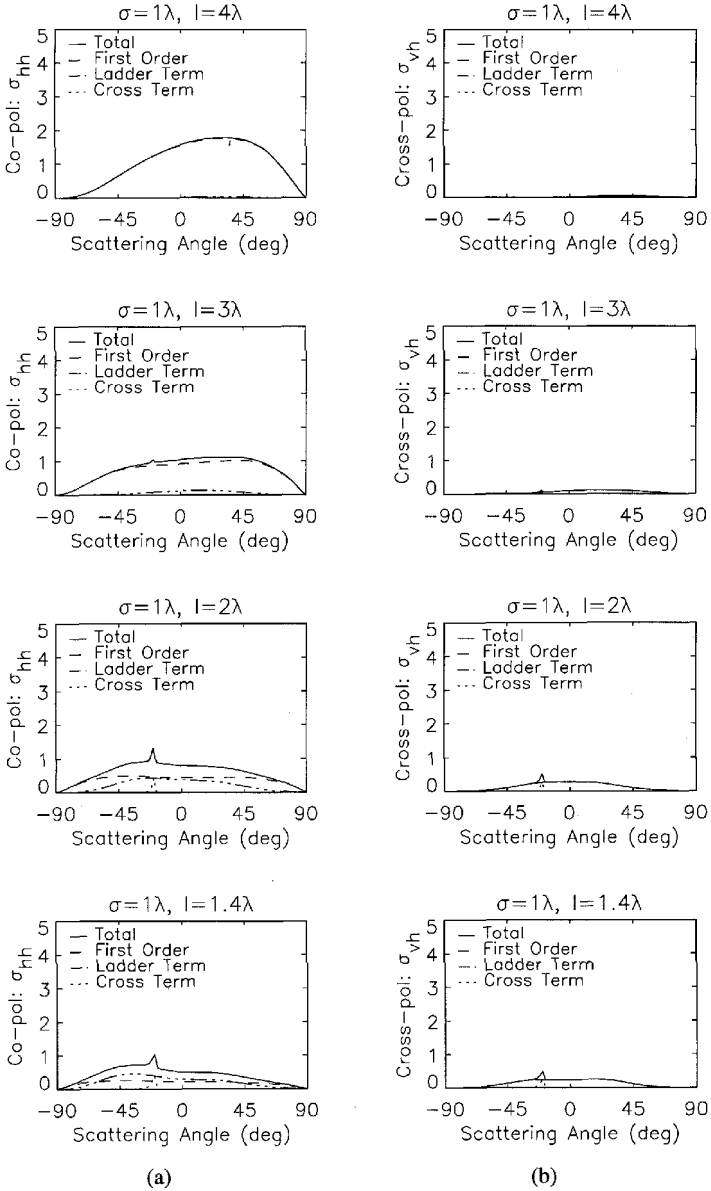 σ=1λ, l=4λ
Co-pol: σhh
5
4
3
2
1
0
Total
First Order
Ladder Term
Cross Term
-90 -45 0 45 90
Scattering Angle (deg)
σ=1λ, l=4λ
Cross-pol: σvh
5
4
3
2
1
0
Total
First Order
Ladder Term
Cross Term
-90 -45 0 45 90
Scattering Angle (deg)
σ=1λ, l=3λ
Co-pol: σhh
5
4
3
2
1
0
Total
First Order
Ladder Term
Cross Term
-90 -45 0 45 90
Scattering Angle (deg)
σ=1λ, l=3λ
Cross-pol: σvh
5
4
3
2
1
0
Total
First Order
Ladder Term
Cross Term
-90 -45 0 45 90
Scattering Angle (deg)
σ=1λ, l=2λ
Co-pol: σhh
5
4
3
2
1
0
Total
First Order
Ladder Term
Cross Term
-90 -45 0 45 90
Scattering Angle (deg)
σ=1λ, l=2λ
Cross-pol: σvh
5
4
3
2
1
0
Total
First Order
Ladder Term
Cross Term
-90 -45 0 45 90
Scattering Angle (deg)
σ=1λ, l=1.4λ
Co-pol: σhh
5
4
3
2
1
0
Total
First Order
Ladder Term
Cross Term
-90 -45 0 45 90
Scattering Angle (deg)
σ=1λ, l=1.4λ
Cross-pol: σvh
5
4
3
2
1
0
Total
First Order
Ladder Term
Cross Term
-90 -45 0 45 90
Scattering Angle (deg)
(a)
(b)